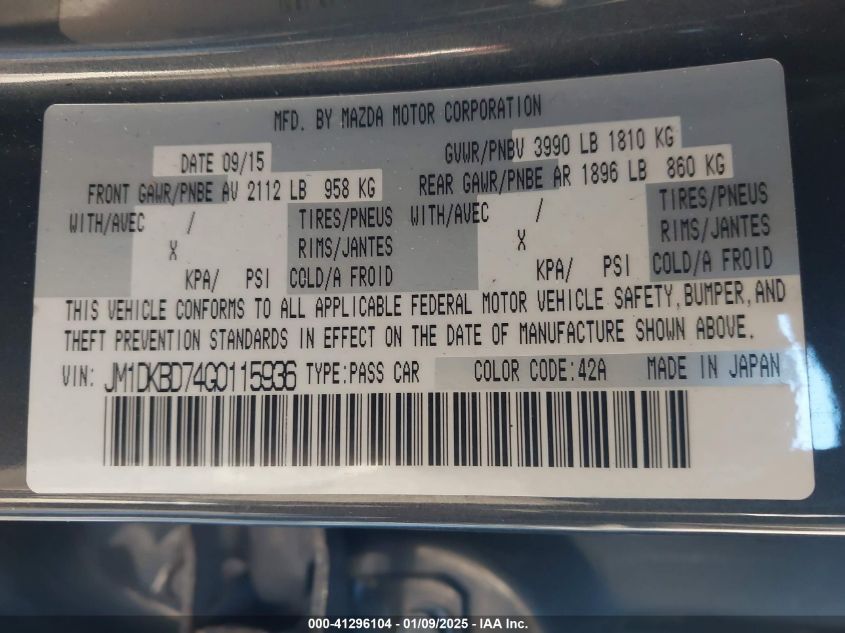 MFD. BY MAZDA MOTOR CORPORATION
DATE 09/15 GVWR/PNBV 3990 LB 1810 KG
FRONT GAWR/PNBE AV 2112 LB 958 KG REAR GAWR/PNBE AR 1896 LB 860 KG
WITH/AVEC / TIRES/PNEUS WITH/AVEC / TIRES/PNEUS
X RIMS/JANTES X RIMS/JANTES
KPA/ PSI COLD/A FROID KPA/ PSI COLD/A FROID
THIS VEHICLE CONFORMS TO ALL APPLICABLE FEDERAL MOTOR VEHICLE SAFETY, BUMPER, AND
THEFT PREVENTION STANDARDS IN EFFECT ON THE DATE OF MANUFACTURE SHOWN ABOVE.
VIN: JM1DKBD74G0115936 TYPE:PASS CAR COLOR CODE:42A MADE IN JAPAN
000-41296104 / 01/09/2025 - IAA Inc.